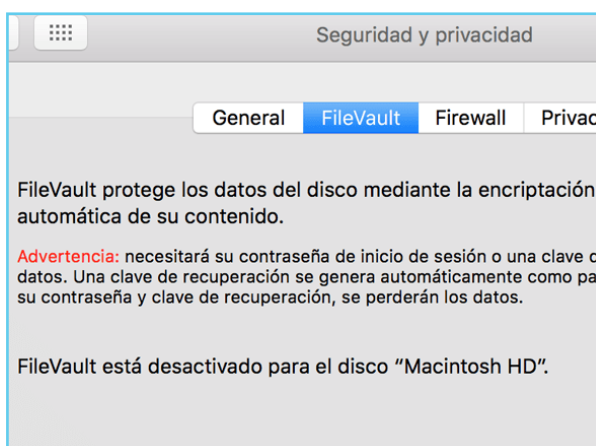 Seguridad y privacidad
General FileVault Firewall
FileVault protege los datos del disco mediante la encriptación
automática de su contenido.
Advertencia: necesitará su contraseña de inicio de sesión o una clave
datos. Una clave de recuperación se genera automáticamente como
su contraseña y clave de recuperación, se perderán los datos.
FileVault está desactivado para el disco “Macintosh HD”.